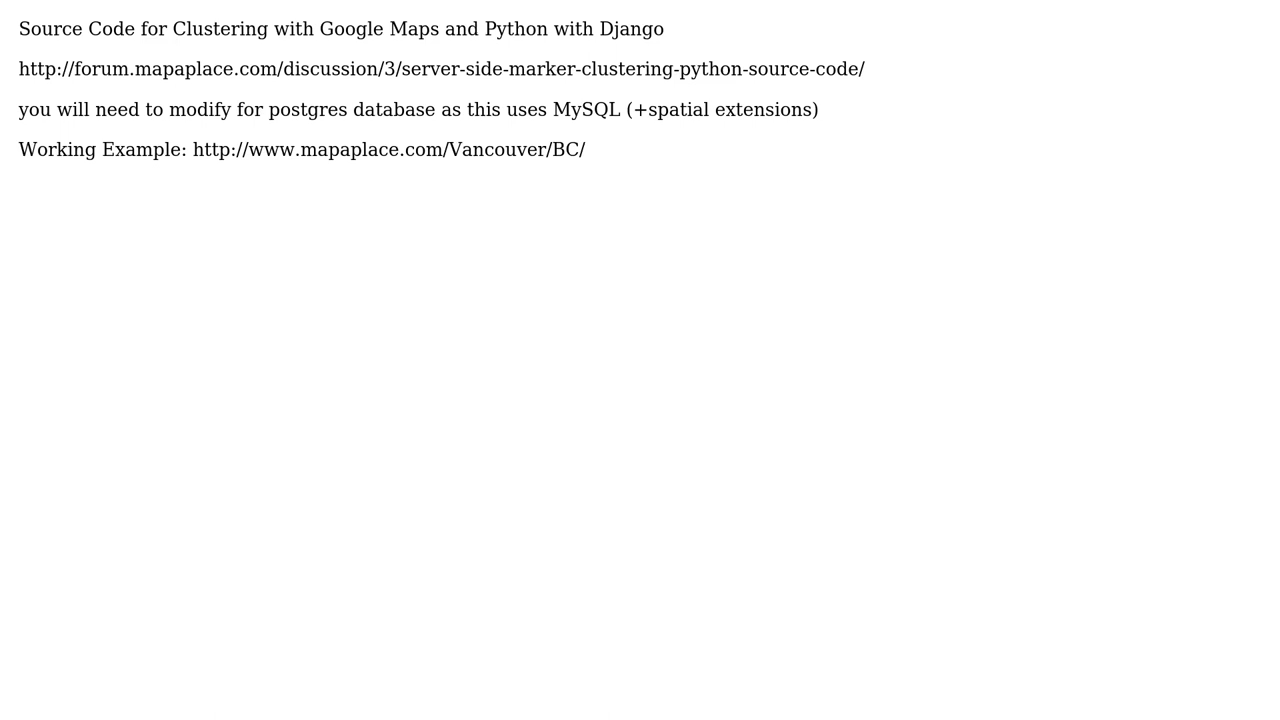 Source Code for Clustering with Google Maps and Python with Django
http://forum.mapaplace.com/discussion/3/server-side-marker-clustering-python-source-code/
you will need to modify for postgres database as this uses MySQL (+spatial extensions)
Working Example: http://www.mapaplace.com/Vancouver/BC/